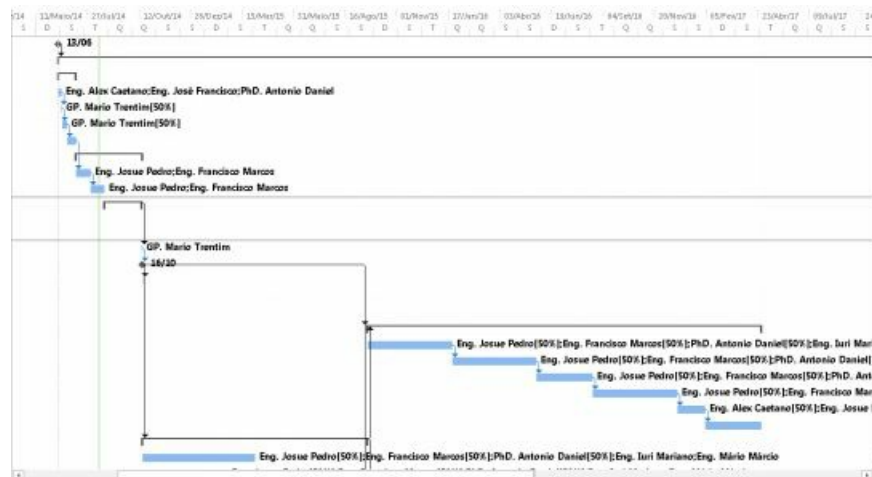 11/Maio/14 27/Jul/14 12/Out/14 28/Dez/14 15/Mar/15 31/Maio/15 16/Ago/15 01/Nov/15 17/Jan/16 03/Abr/16 19/Jun/16 04/Set/16 20/Nov/16 05/Fev/17 23/Abr/17 09/Jul/17
13/06
Eng. Alex Caetano;Eng. José Francisco;PhD. Antonio Daniel
GP. Mario Trentim[50%]
GP. Mario Trentim[50%]
Eng. Josue Pedro;Eng. Francisco Marcos
Eng. Josue Pedro;Eng. Francisco Marcos
GP. Mario Trentim
16/10
Eng. Josue Pedro[50%];Eng. Francisco Marcos[50%];PhD. Antonio Daniel[50%];Eng. Iuri Mar
Eng. Josue Pedro[50%];Eng. Francisco Marcos[50%];PhD. Antonio Daniel[
Eng. Josue Pedro[50%];Eng. Francisco Marcos[50%];PhD. Ant
Eng. Josue Pedro[50%];Eng. Francisco Mar
Eng. Alex Caetano[50%];Eng. Josue
Eng. Josue Pedro[50%];Eng. Francisco Marcos[50%];PhD. Antonio Daniel[50%];Eng. Iuri Mariano;Eng. Mário Márcio